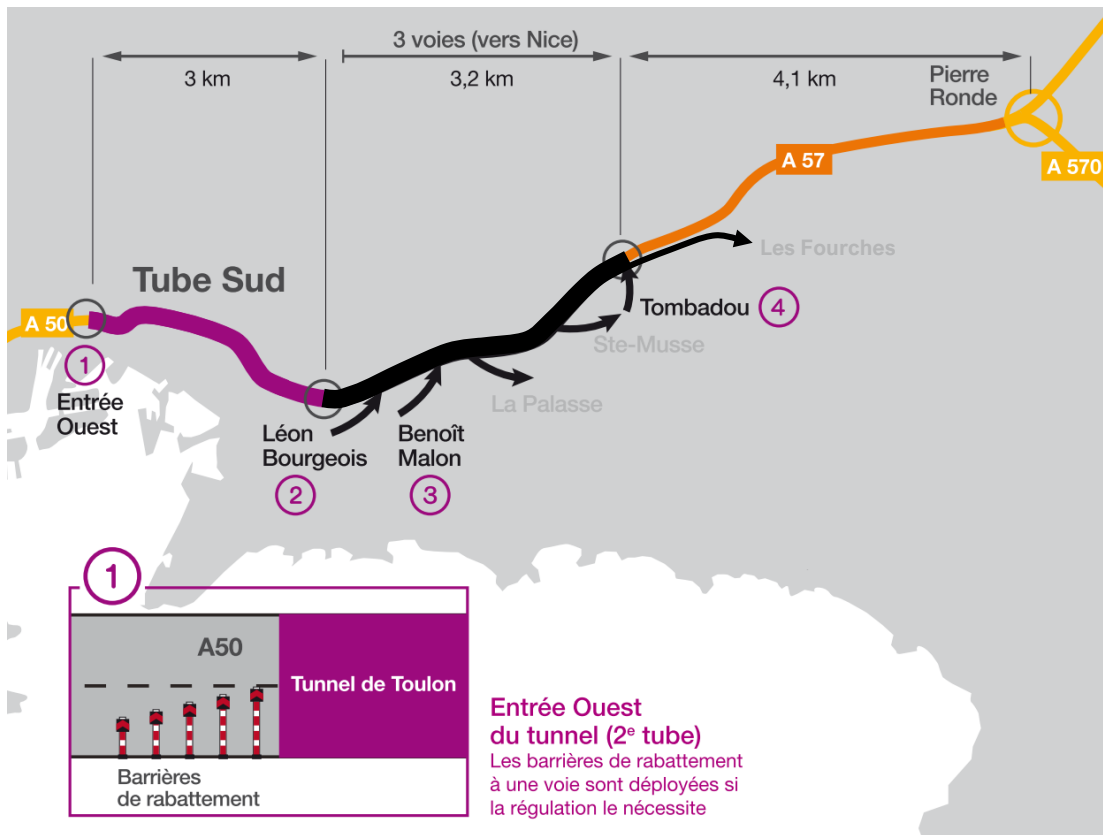 3 voies (vers Nice)
3 km
3,2 km
4,1 km
Pierre
Ronde
A 57
A 570
Les Fourches
Tube Sud
A 50
Tombadou 4
1
Ste-Musse
Entrée
Ouest
La Palasse
Léon
Bourgeois
2
Benoît
Malon
3
1
A50
Tunnel de Toulon
Barrières
de rabattement
Entrée Ouest
du tunnel (2e tube)
Les barrières de rabattement
à une voie sont déployées si
la régulation le nécessite